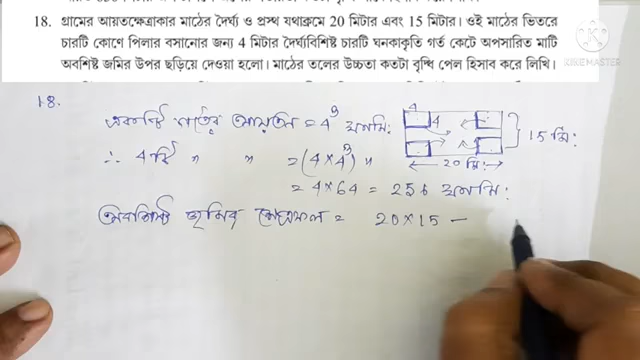 18. গ্রামের আয়তক্ষেত্রাকার মাঠের দৈর্ঘ্য ও প্রস্থ যথাক্রমে 20 মিটার এবং 15 মিটার। ওই মাঠের ভিতরে
চারটি কোণে পিলার বসানোর জন্য 4 মিটার দৈর্ঘ্যবিশিষ্ট চারটি ঘনকাকৃতি গর্ত কেটে অপসারিত মাটি
অবশিষ্ট জমির উপর ছড়িয়ে দেওয়া হলো। মাঠের তলের উচ্চতা কতটা বৃদ্ধি পেল হিসাব করে লিখি।
KINEMASTER
18.
একটি গর্তের আয়তন = 4³ ঘনমি:
∴ 4টি " " = (4×4³) "
= 4×64 = 256 ঘনমি:
অবশিষ্ট জমির ক্ষেত্রফল = 20×15 −
4
4
15 মি:
20 মি: